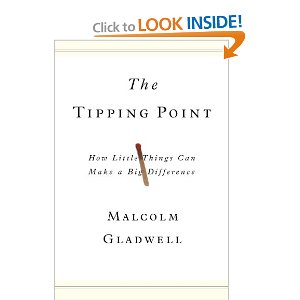 Click to
LOOK INSIDE!
The
TIPPING POINT
How Little Things Can
Make a Big Difference
MALCOLM
GLADWELL